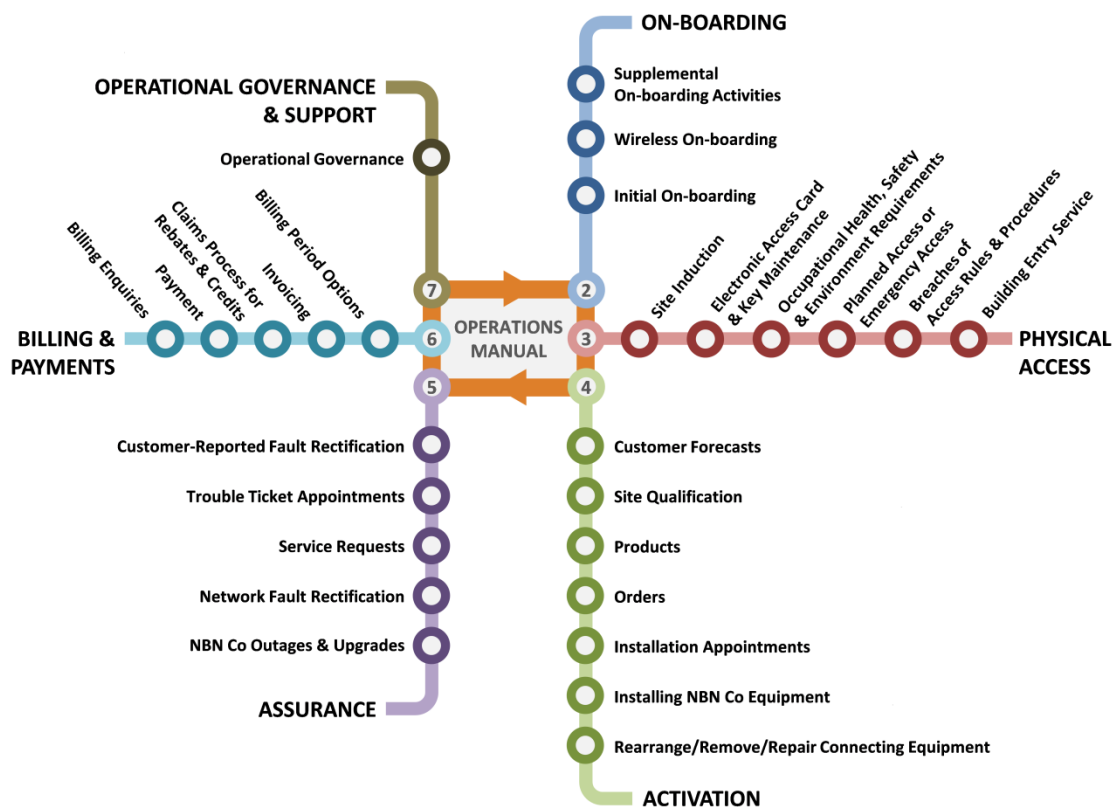 ON-BOARDING
Supplemental
On-boarding Activities
Wireless On-boarding
Initial On-boarding
OPERATIONAL GOVERNANCE
& SUPPORT
Operational Governance
Billing Enquiries
Payment
Claims Process for
Rebates & Credits
Invoicing
Billing Period Options
Site Induction
Electronic Access Card
& Key Maintenance
Occupational Health, Safety
& Environment Requirements
Planned Access or
Emergency Access
Breaches of
Access Rules & Procedures
Building Entry Service
7
2
BILLING &
PAYMENTS
6
OPERATIONS
MANUAL
3
PHYSICAL
ACCESS
5
4
Customer-Reported Fault Rectification
Trouble Ticket Appointments
Service Requests
Network Fault Rectification
NBN Co Outages & Upgrades
ASSURANCE
Customer Forecasts
Site Qualification
Products
Orders
Installation Appointments
Installing NBN Co Equipment
Rearrange/Remove/Repair Connecting Equipment
ACTIVATION